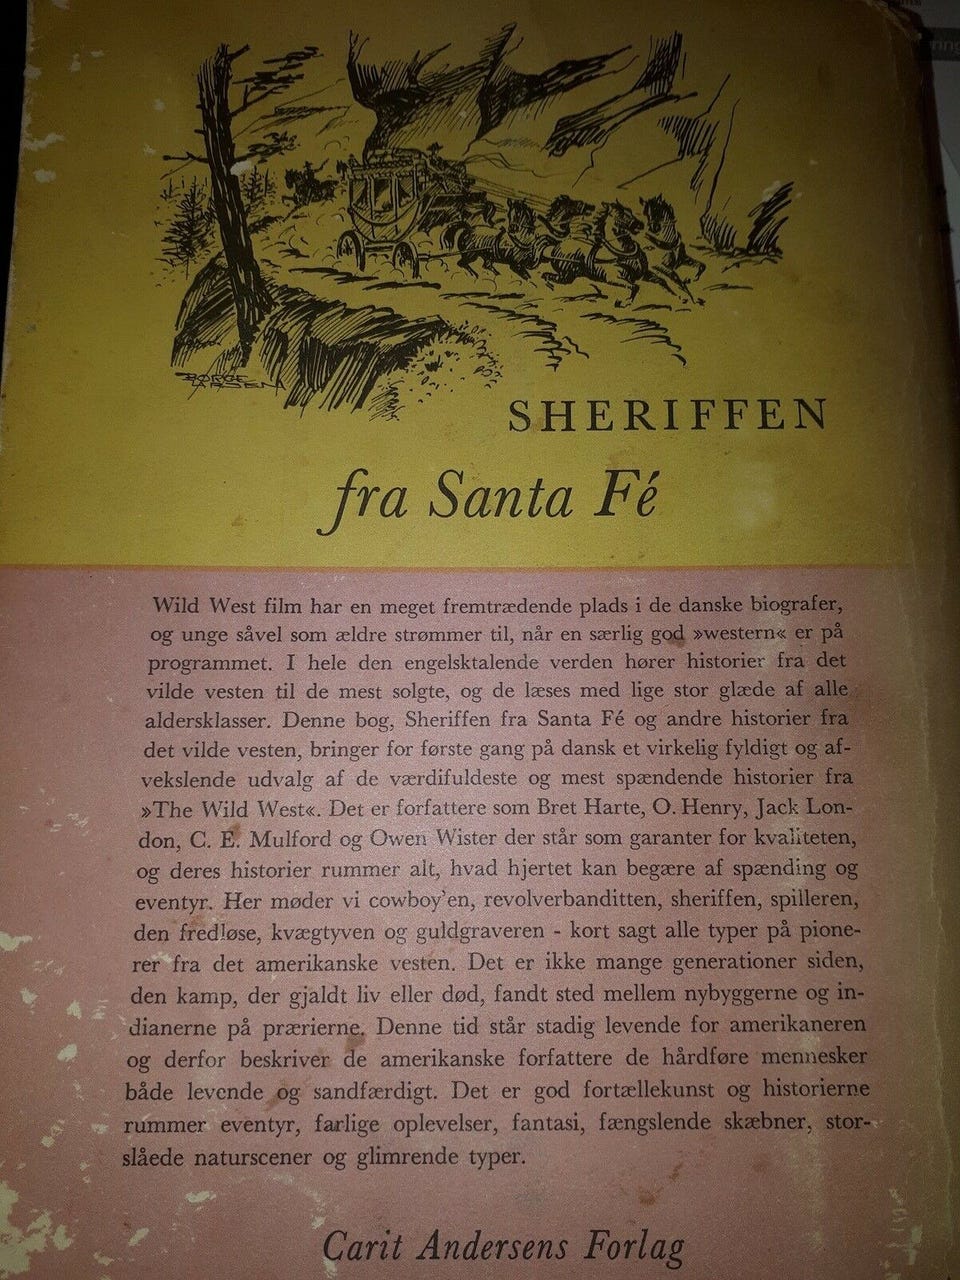 BØRGE
LARSEN
SHERIFFEN
fra Santa Fé
Wild West film har en meget fremtrædende plads i de danske biografer,
og unge såvel som ældre strømmer til, når en særlig god »western« er på
programmet. I hele den engelsktalende verden hører historier fra det
vilde vesten til de mest solgte, og de læses med lige stor glæde af alle
aldersklasser. Denne bog, Sheriffen fra Santa Fé og andre historier fra
det vilde vesten, bringer for første gang på dansk et virkelig fyldigt og af-
vekslende udvalg af de værdifuldeste og mest spændende historier fra
»The Wild West«. Det er forfattere som Bret Harte, O. Henry, Jack Lon-
don, C. E. Mulford og Owen Wister der står som garanter for kvaliteten,
og deres historier rummer alt, hvad hjertet kan begære af spænding og
eventyr. Her møder vi cowboy'en, revolverbanditten, sheriffen, spilleren,
den fredløse, kvægtyven og guldgraveren - kort sagt alle typer på pione-
rer fra det amerikanske vesten. Det er ikke mange generationer siden,
den kamp, der gjaldt liv eller død, fandt sted mellem nybyggerne og in-
dianerne på prærierne. Denne tid står stadig levende for amerikaneren
og derfor beskriver de amerikanske forfattere de hårdføre mennesker
både levende og sandfærdigt. Det er god fortællekunst og historierne
rummer eventyr, farlige oplevelser, fantasi, fængslende skæbner, stor-
slåede naturscener og glimrende typer.
Carit Andersens Forlag